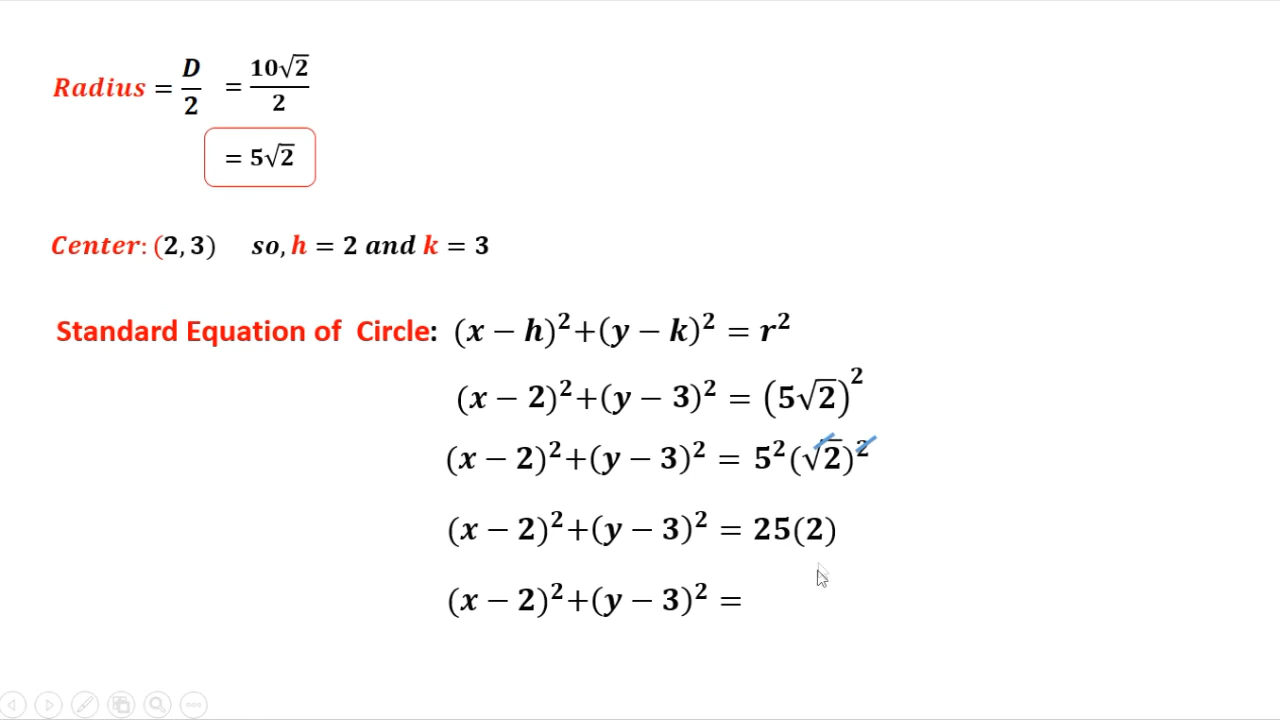 Radius = D/2 = 10√2/2
= 5√2
Center: (2, 3) so, h = 2 and k = 3
Standard Equation of Circle: (x − h)²+(y − k)² = r²
(x − 2)²+(y − 3)² = (5√2)²
(x − 2)²+(y − 3)² = 5²(√2)²
(x − 2)²+(y − 3)² = 25(2)
(x − 2)²+(y − 3)² =